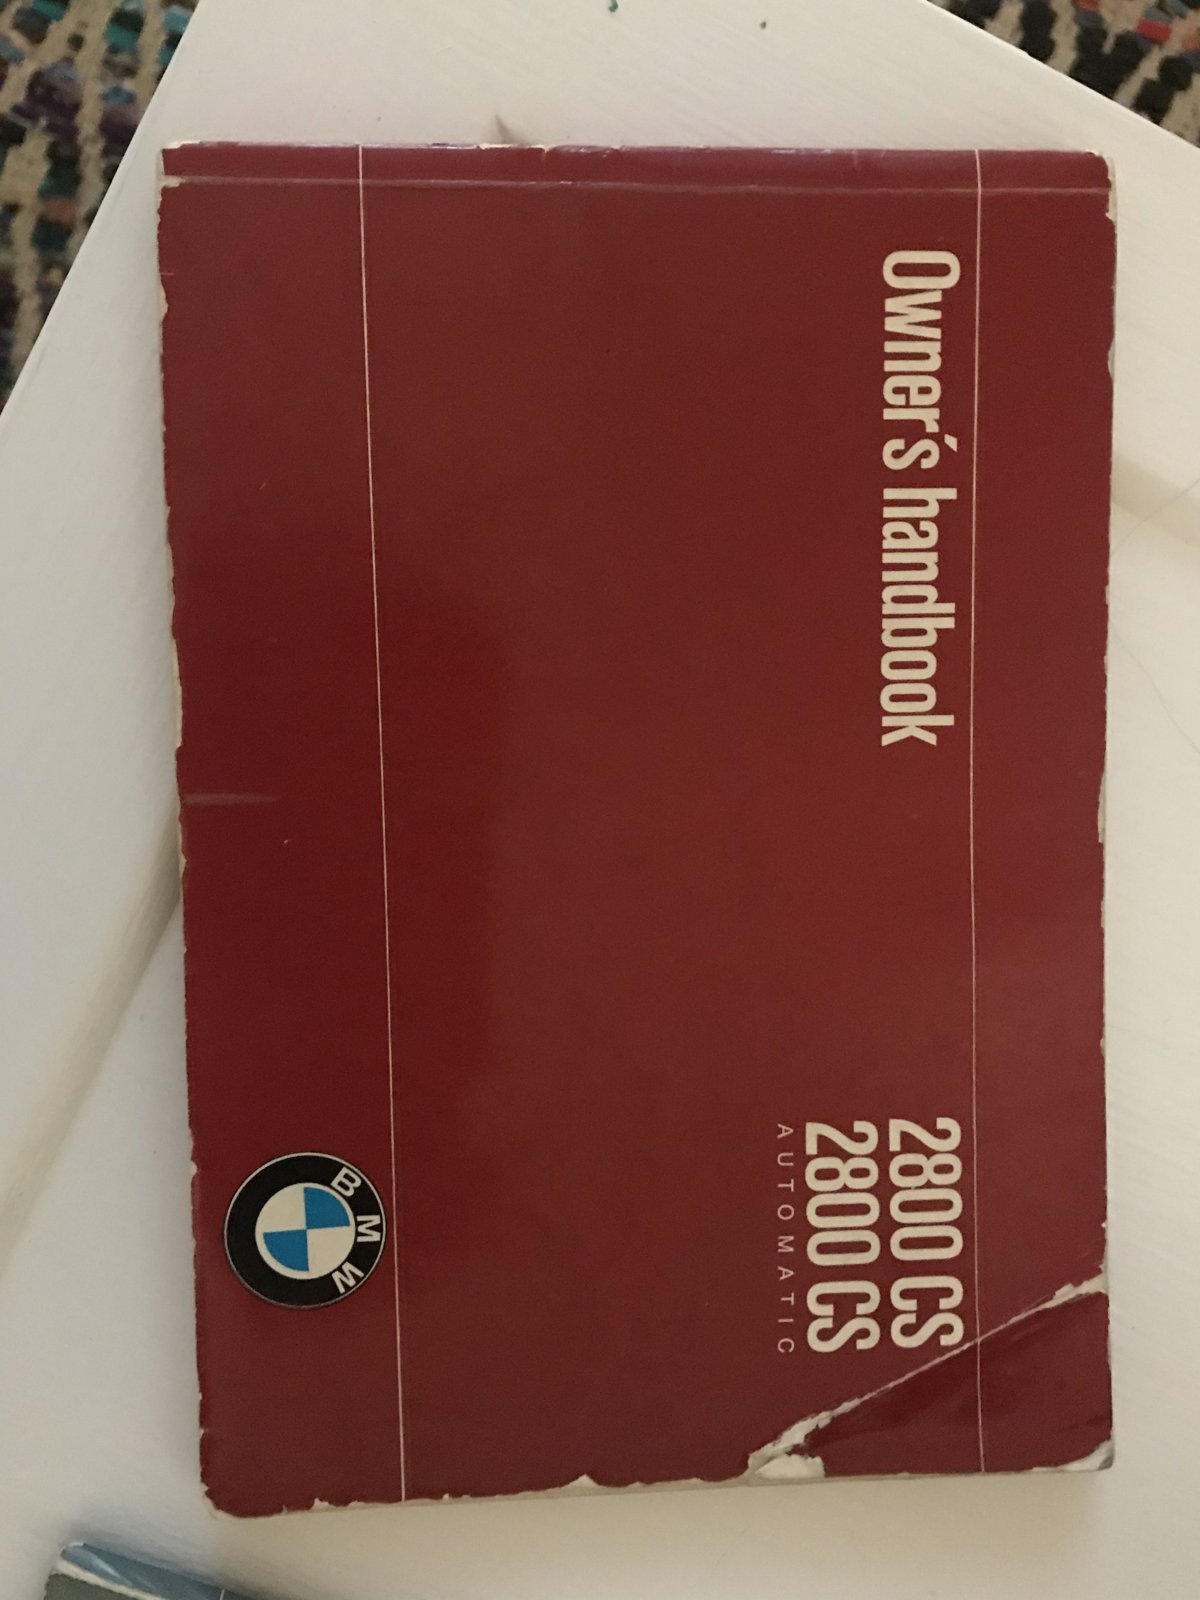 Owner´s handbook
2800 CS
2800 CS
AUTOMATIC
BMW